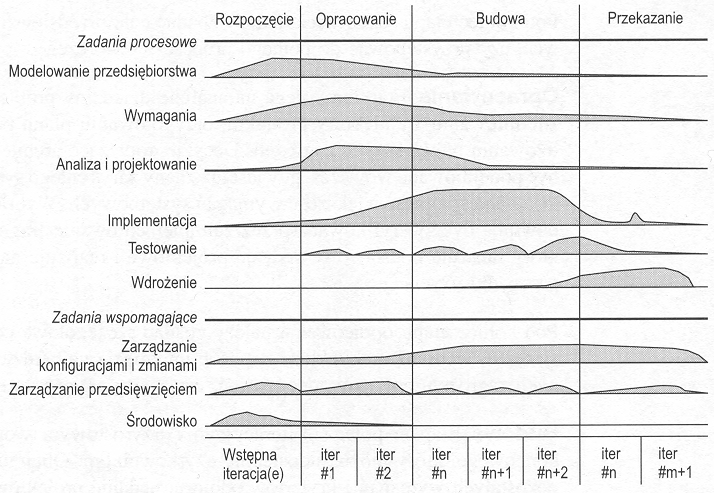 Rozpoczęcie Opracowanie Budowa Przekazanie
Zadania procesowe
Modelowanie przedsiębiorstwa
Wymagania
Analiza i projektowanie
Implementacja
Testowanie
Wdrożenie
Zadania wspomagające
Zarządzanie
konfiguracjami i zmianami
Zarządzanie przedsięwzięciem
Środowisko
Wstępna iter iter iter iter iter iter iter
iteracja(e) #1 #2 #n #n+1 #n+2 #n #m+1